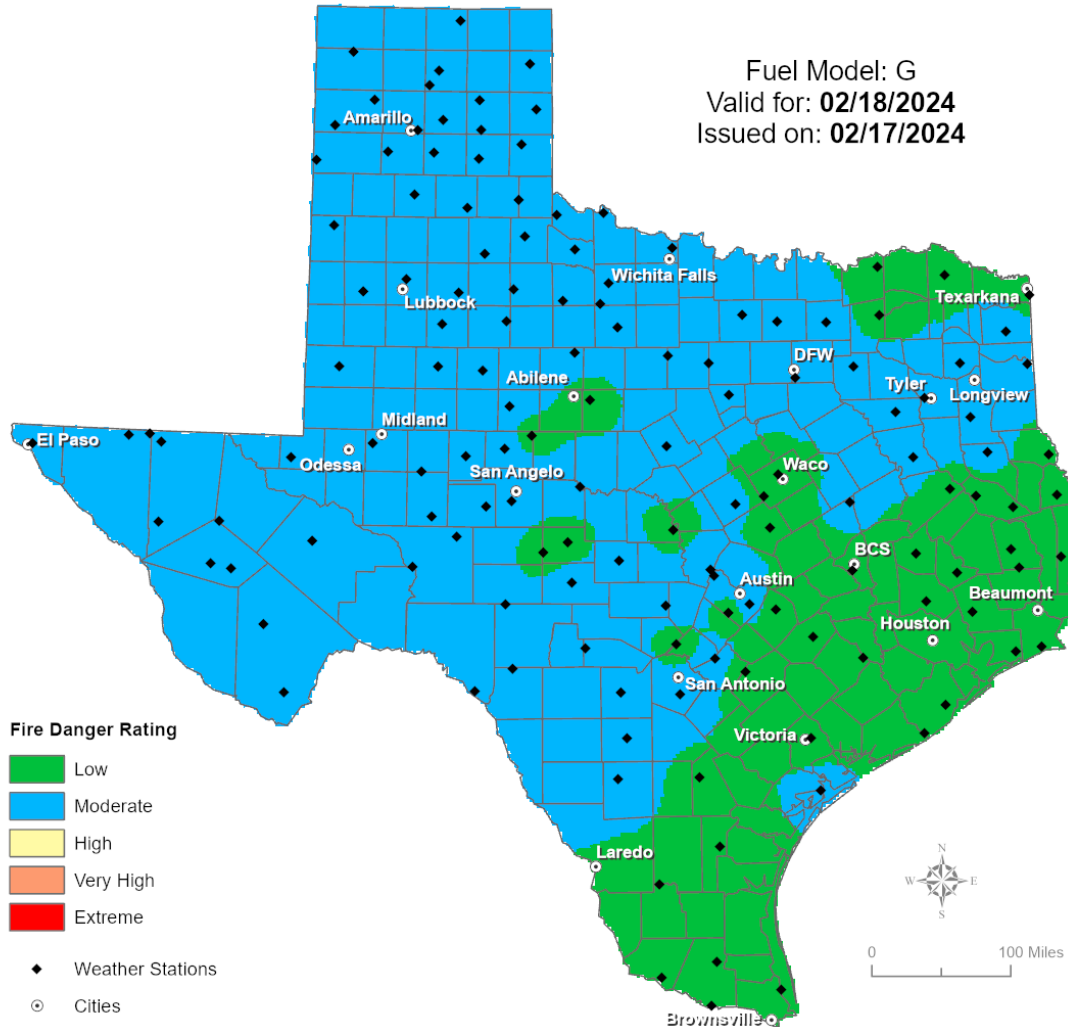 Fuel Model: G
Valid for: 02/18/2024
Issued on: 02/17/2024
Amarillo
Wichita Falls
Lubbock
Texarkana
DFW
Abilene
Tyler
Longview
Midland
El Paso
Odessa
San Angelo
Waco
BCS
Austin
Beaumont
Houston
San Antonio
Victoria
Laredo
Brownsville
Fire Danger Rating
Low
Moderate
High
Very High
Extreme
Weather Stations
Cities
N
W E
S
0 100 Miles